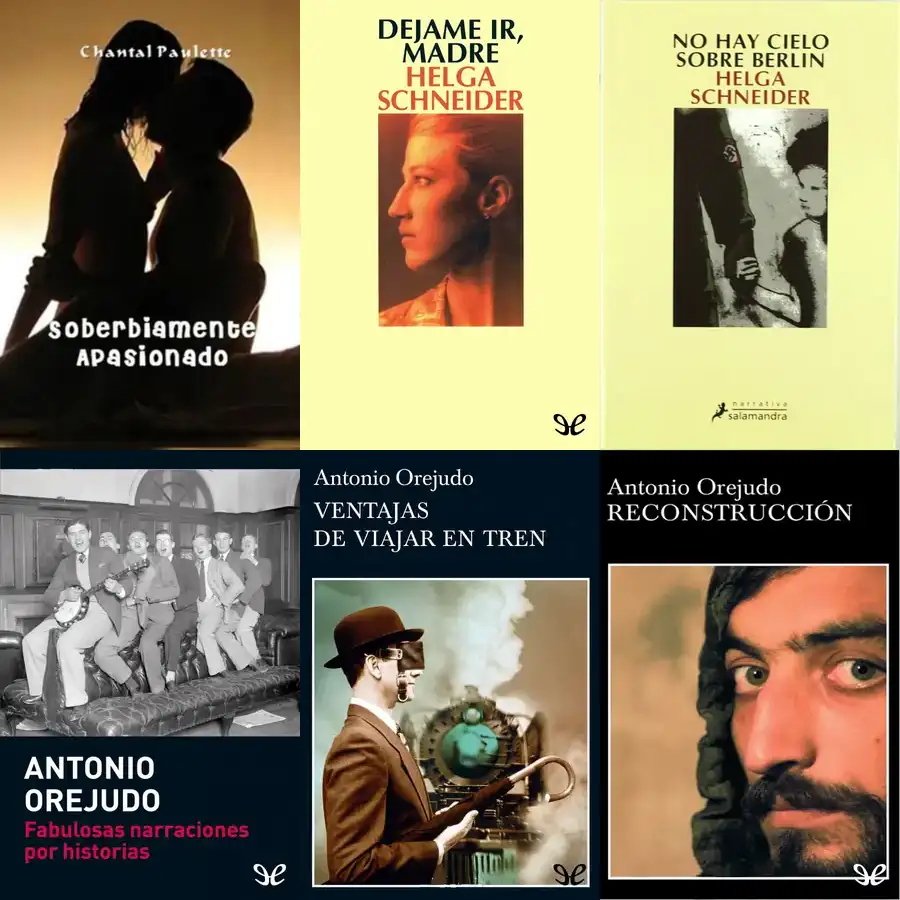 Chantal Paulette
Soberbiamente
Apasionado
DEJAME IR,
MADRE
HELGA
SCHNEIDER
NO HAY CIELO
SOBRE BERLIN
HELGA
SCHNEIDER
narrativa
salamandra
ANTONIO
OREJUDO
Fabulosas narraciones
por historias
Antonio Orejudo
VENTAJAS
DE VIAJAR EN TREN
Antonio Orejudo
RECONSTRUCCIÓN